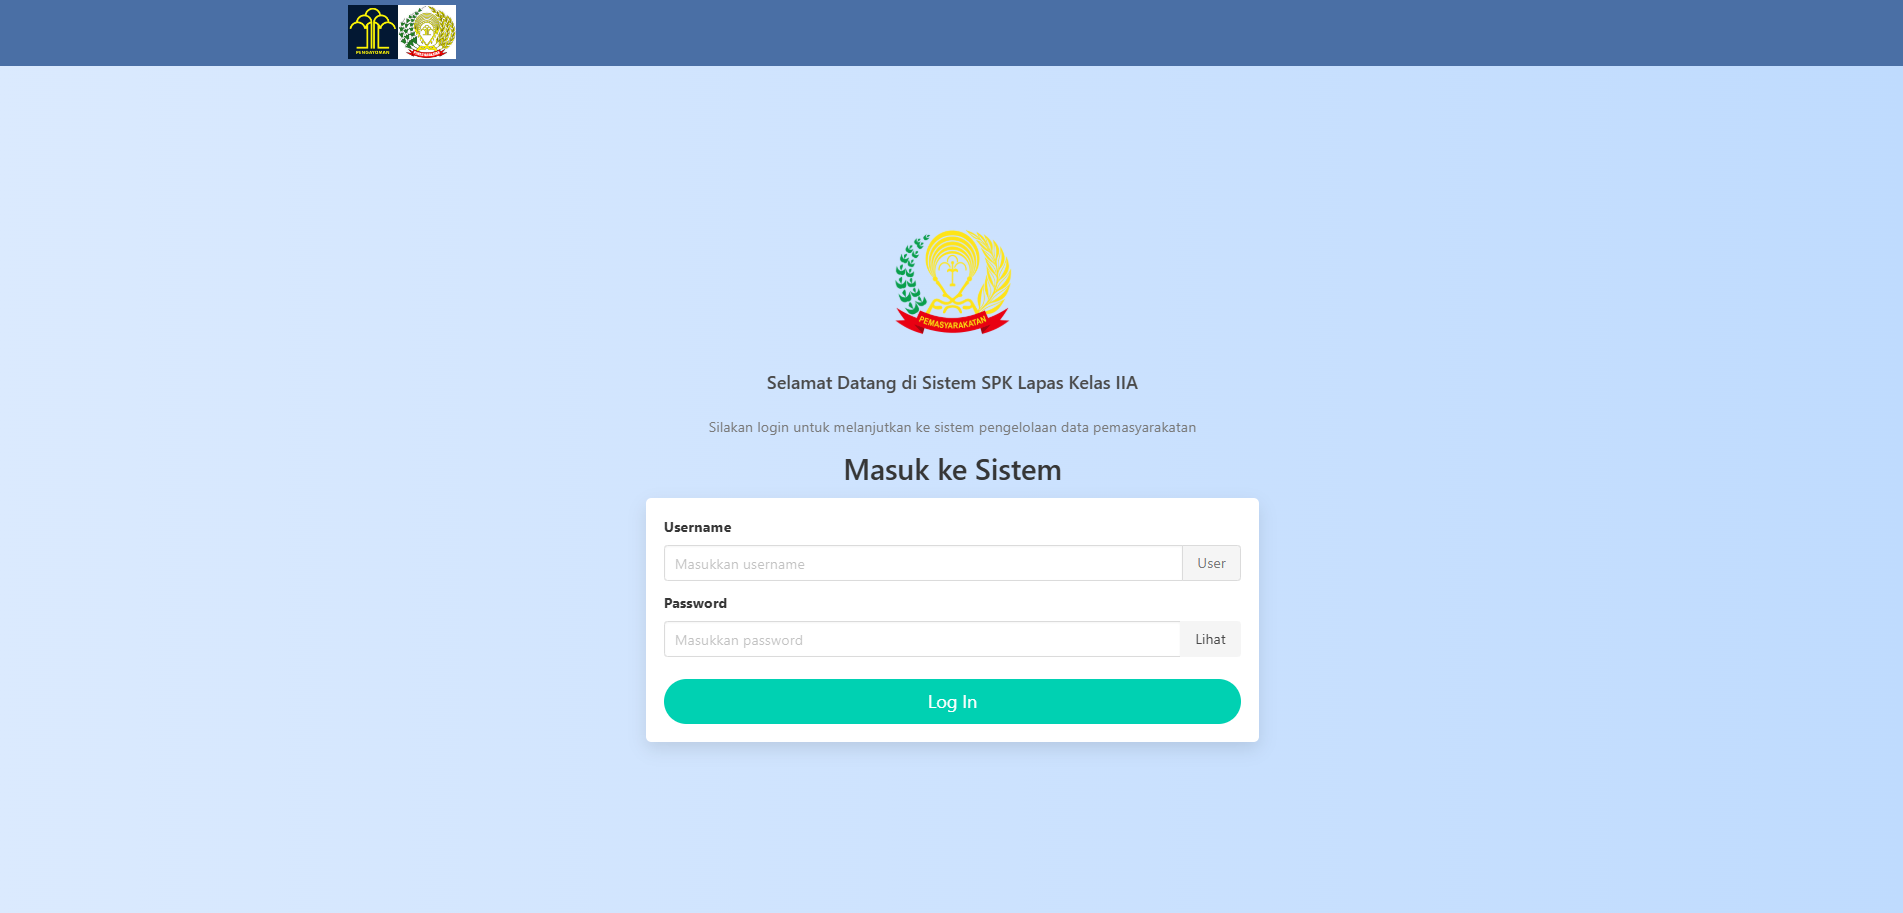 PENGAYOMAN
PEMASYARAKATAN
Selamat Datang di Sistem SPK Lapas Kelas IIA
Silakan login untuk melanjutkan ke sistem pengelolaan data pemasyarakatan
Masuk ke Sistem
Username
Masukkan username User
Password
Masukkan password Lihat
Log In